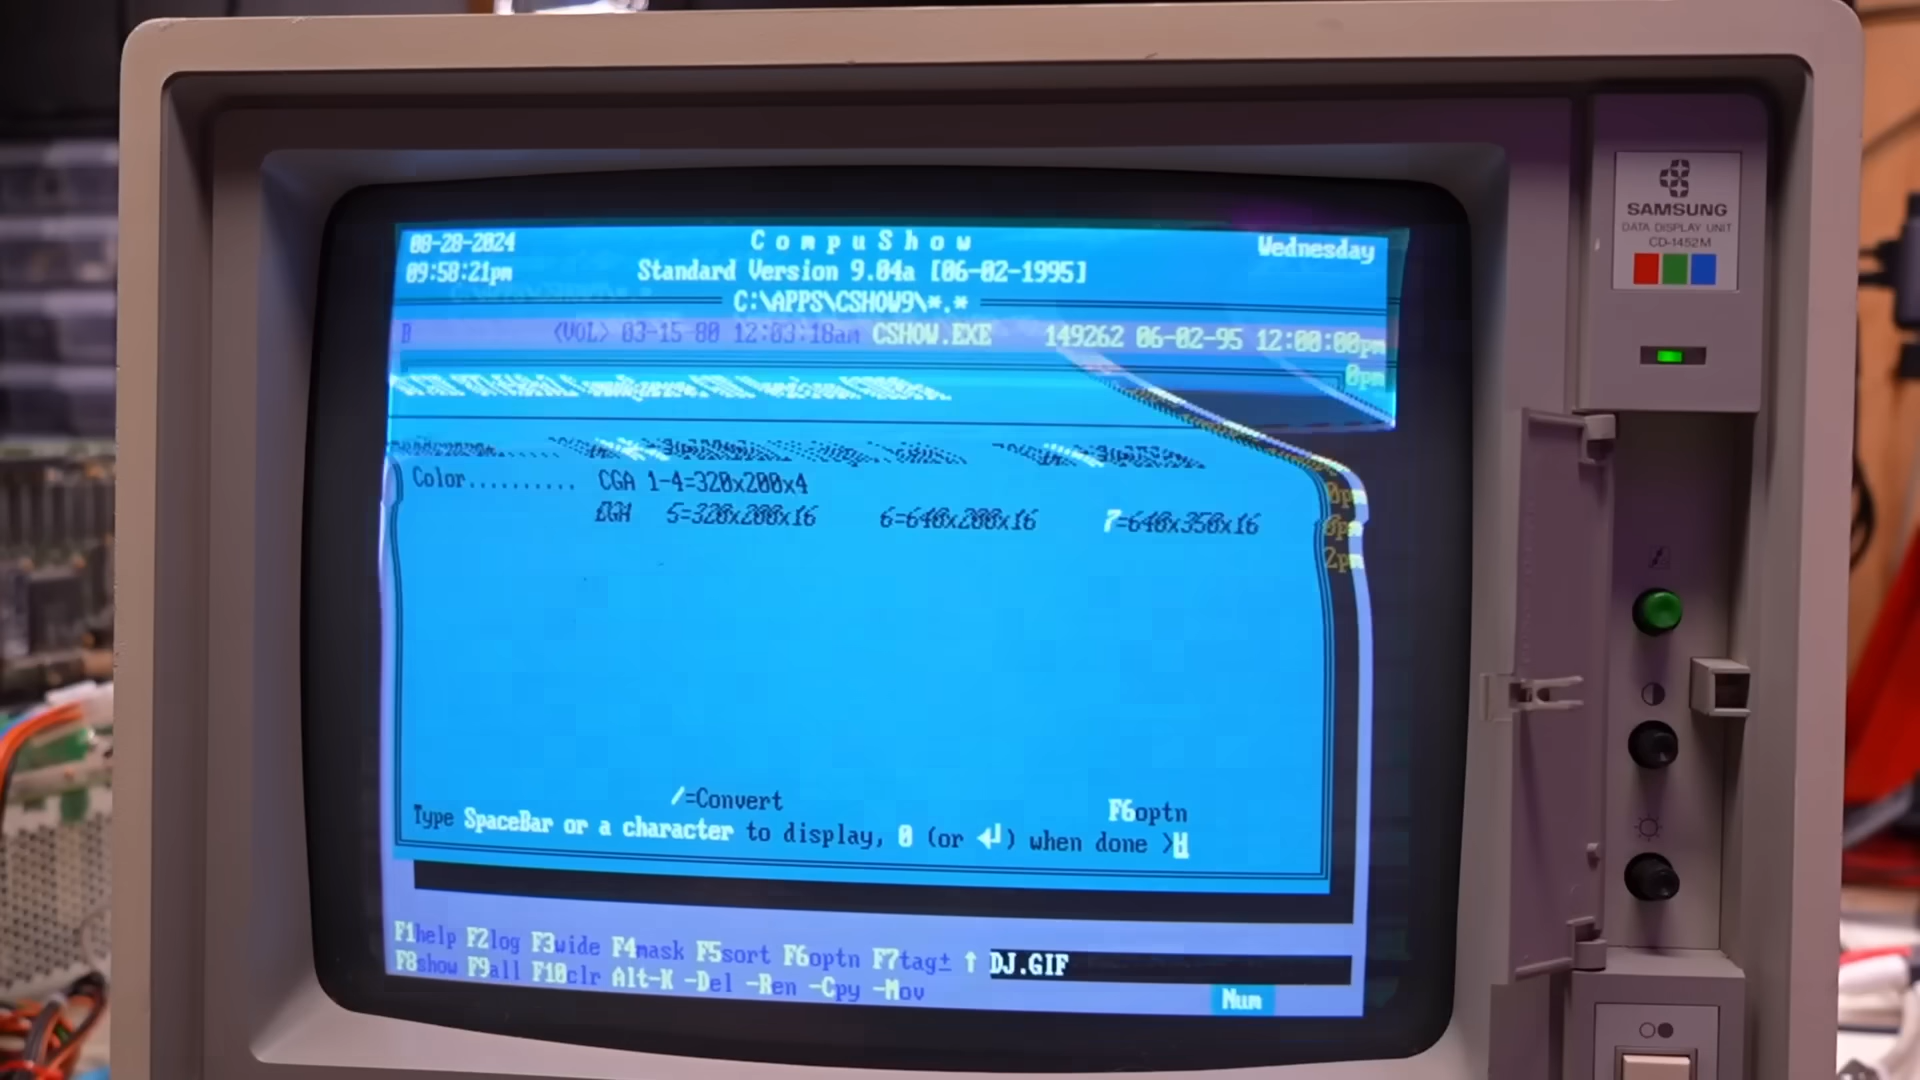 08-28-2024 CompuShow Wednesday
09:58:21pm Standard Version 9.04a [06-02-1995]
C:\APPS\CSHOW9\*.*
B <VOL> 03-15-80 12:03:18am CSHOW.EXE 149262 06-02-95 12:00:00pm
0pm
Color.......... CGA 1-4=320x200x4
0pm
EGA 5=320x200x16 6=640x200x16 7=640x350x16
2pm
/=Convert F6optn
Type SpaceBar or a character to display, 0 (or ↵) when done >
F1help F2log F3wide F4mask F5sort F6optn F7tag± ↑ DJ.GIF
F8show F9all F10clr Alt-K -Del -Ren -Cpy -Mov
Num
SAMSUNG
DATA DISPLAY UNIT
CD-1452M